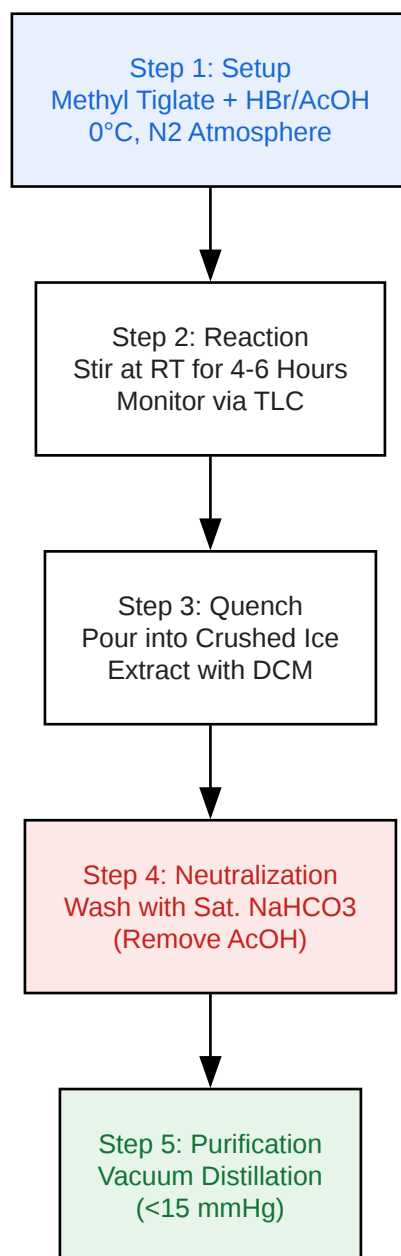 Step 1: Setup
Methyl Tiglate + HBr/AcOH
0°C, N2 Atmosphere
Step 2: Reaction
Stir at RT for 4-6 Hours
Monitor via TLC
Step 3: Quench
Pour into Crushed Ice
Extract with DCM
Step 4: Neutralization
Wash with Sat. NaHCO3
(Remove AcOH)
Step 5: Purification
Vacuum Distillation
(<15 mmHg)